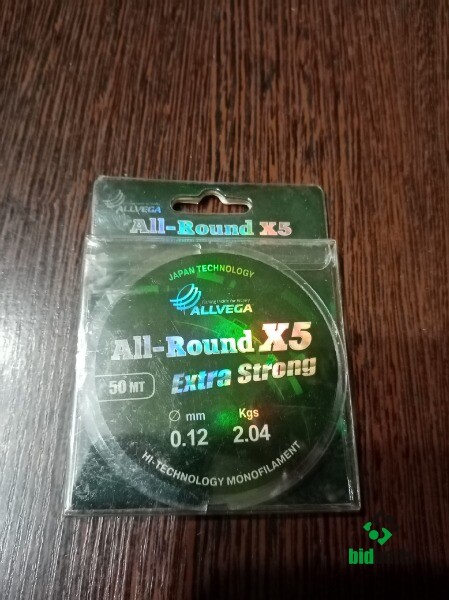 ALLVEGA
All-Round X5
JAPAN TECHNOLOGY
ALLVEGA
All-Round X5
Extra Strong
50 MT
Ø mm Kgs
0.12 2.04
HI-TECHNOLOGY MONOFILAMENT
bid